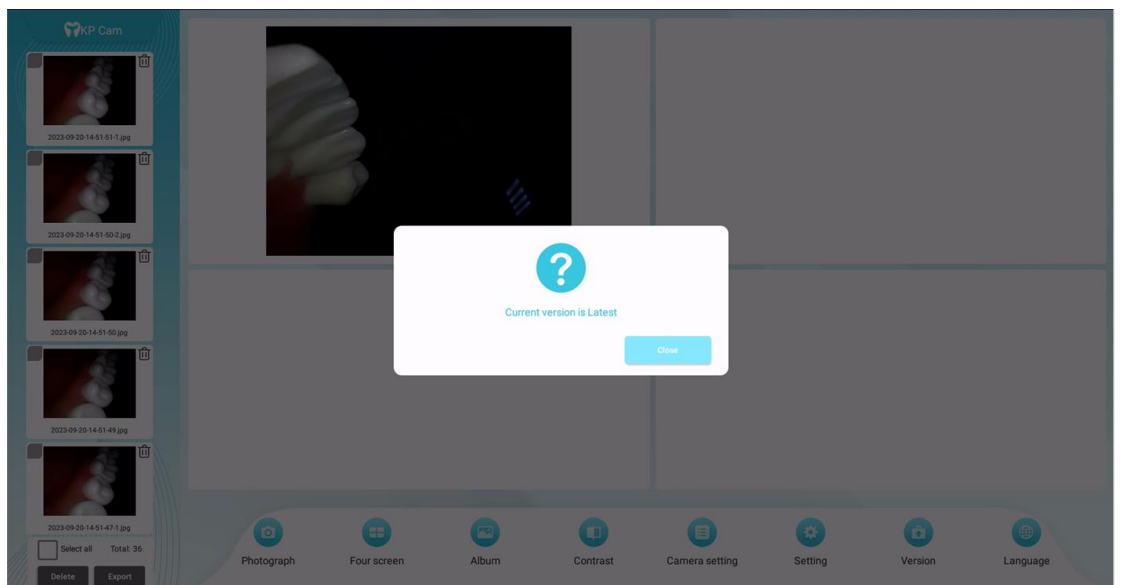 KP Cam
2023-09-20-14-51-51-1.jpg
2023-09-20-14-51-50-2.jpg
2023-09-20-14-51-50.jpg
2023-09-20-14-51-49.jpg
2023-09-20-14-51-47-1.jpg
Select all Total: 36
Delete Export
Current version is Latest
Close
Photograph Four screen Album Contrast Camera setting Setting Version Language